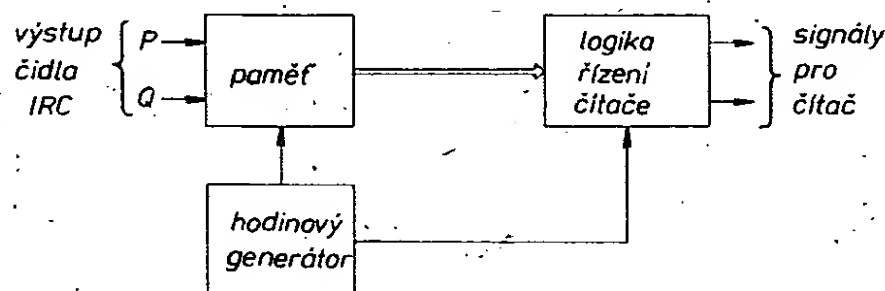 výstup
čidla
IRC
P
Q
paměť
logika
řízení
čítače
signály
pro
čítač
hodinový
generátor